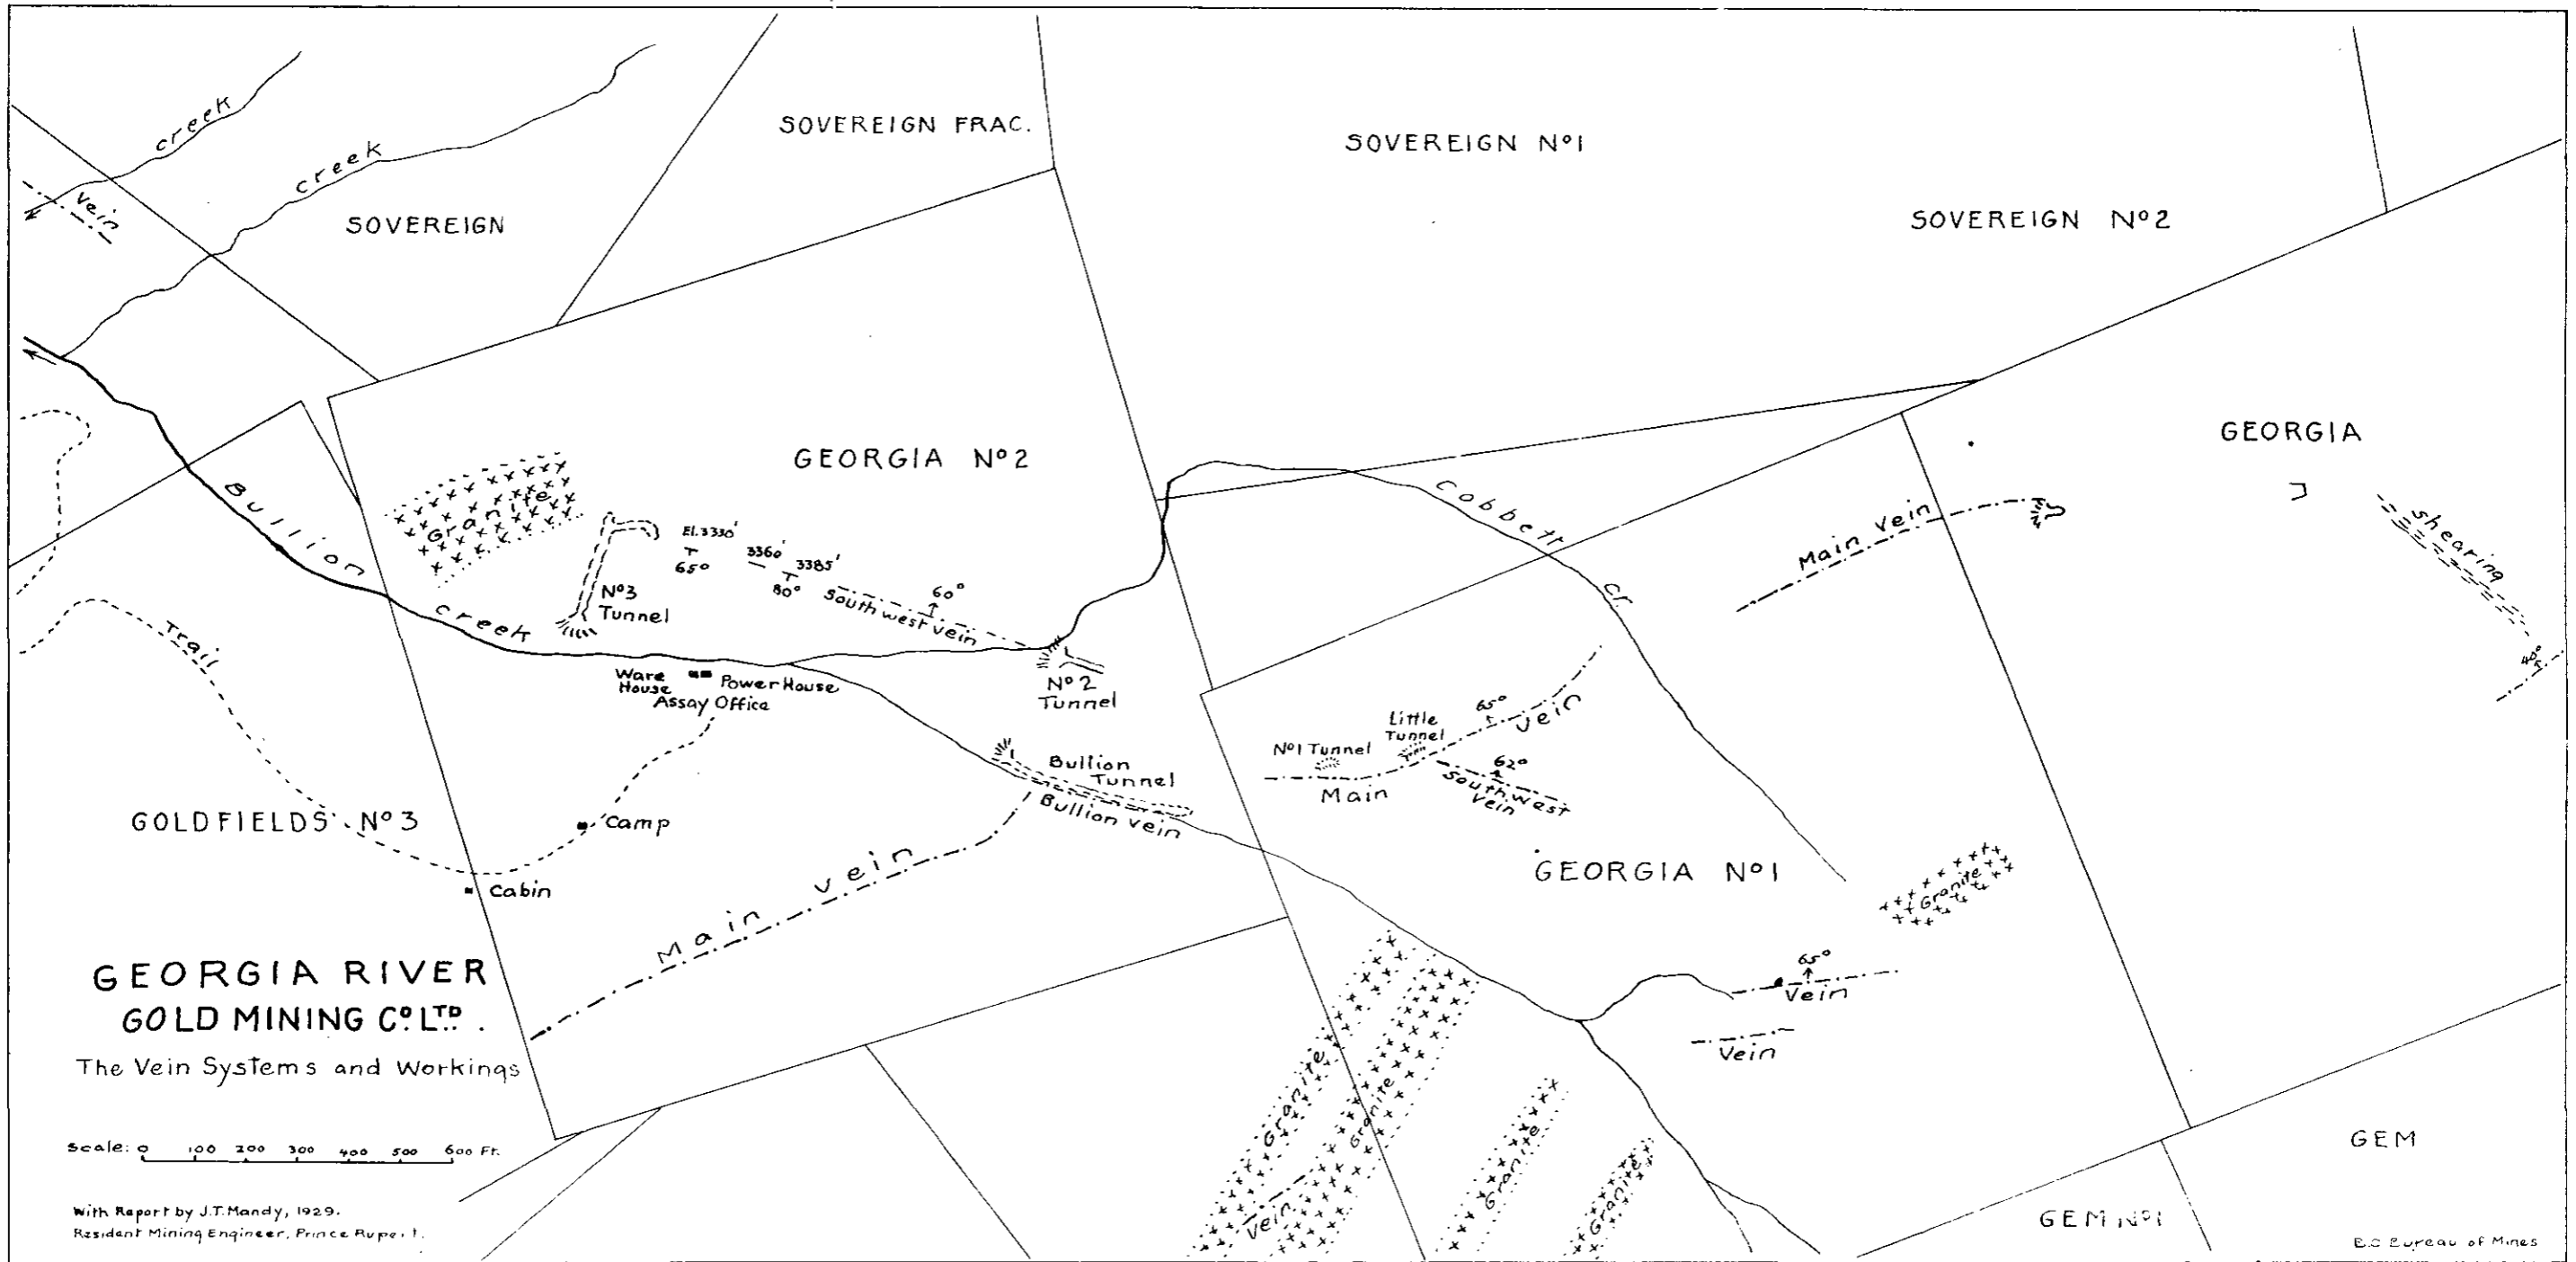 creek
creek
vein
SOVEREIGN
SOVEREIGN FRAC.
SOVEREIGN Nº1
SOVEREIGN Nº2
GEORGIA Nº2
GEORGIA
Granite
Bullion
creek
Nº3
Tunnel
El.3330'
65°
3360'
3385'
80°
60°
South west vein
Cobbett
cr.
Main vein
shearing
40°
Trail
Ware
House
Power House
Assay Office
Nº2
Tunnel
Bullion
Tunnel
Bullion vein
Nº1 Tunnel
Little
Tunnel
65°
Main
vein
62°
South west
vein
GOLDFIELDS Nº3
Camp
Cabin
Main vein
GEORGIA Nº1
Granite
65°
Vein
Vein
Granite
Granite
Vein
Granite
Granite
GEM
GEM Nº1
GEORGIA RIVER
GOLD MINING Cº. LTD.
The Vein Systems and Workings
Scale: 0 100 200 300 400 500 600 Ft.
With Report by J.T. Mandy, 1929.
Resident Mining Engineer, Prince Rupert.
B.C Bureau of Mines